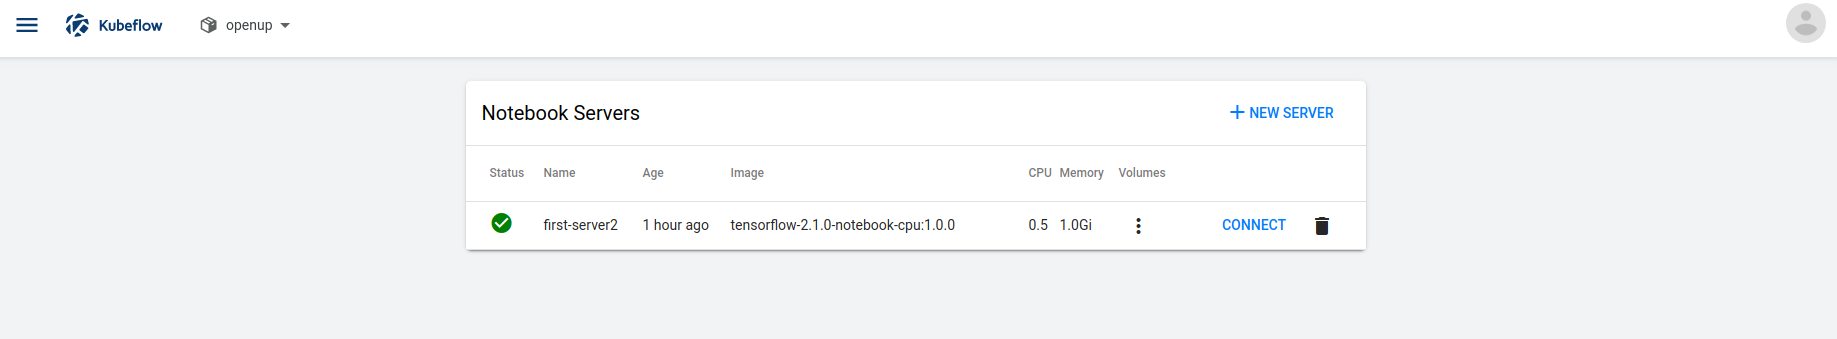 Kubeflow openup
Notebook Servers NEW SERVER
Status Name Age Image CPU Memory Volumes
first-server2 1 hour ago tensorflow-2.1.0-notebook-cpu:1.0.0 0.5 1.0Gi CONNECT